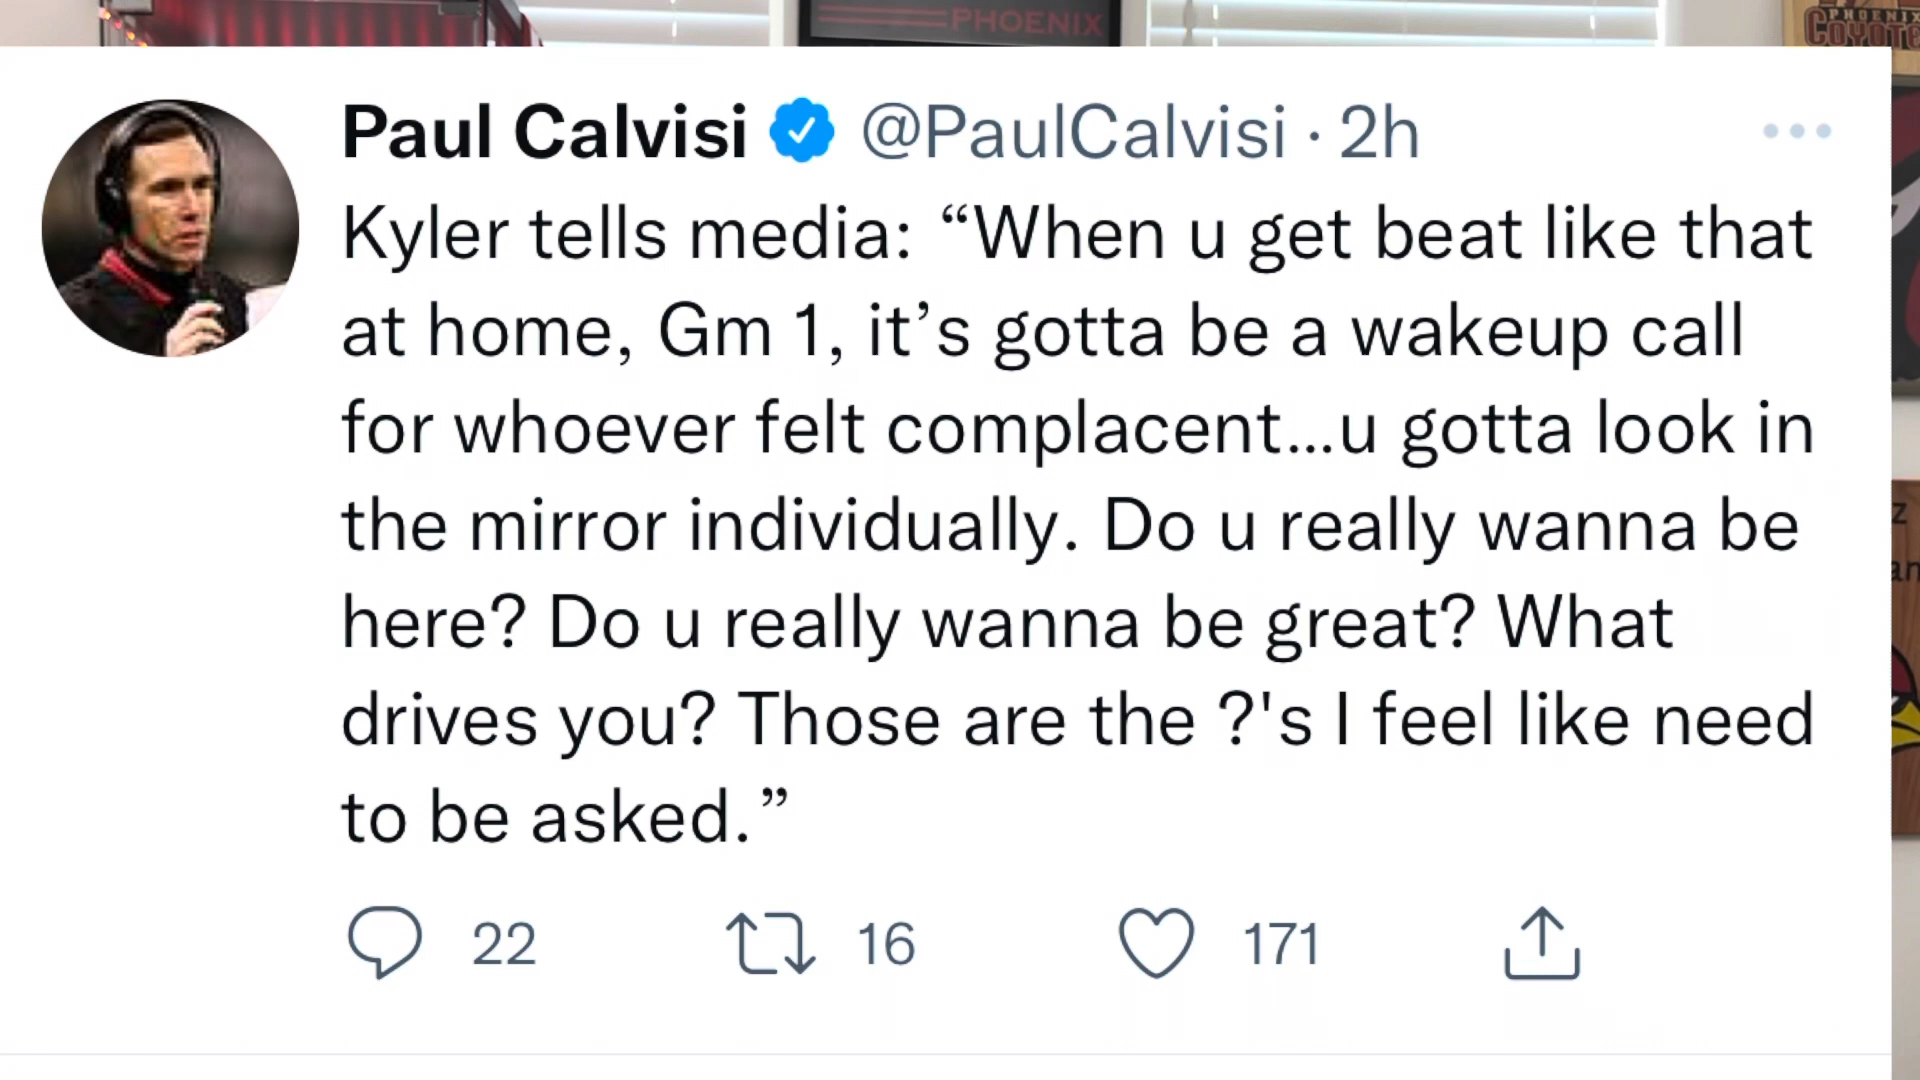 PHOENIX
PHOENIX
COYOTE
Paul Calvisi @PaulCalvisi · 2h
Kyler tells media: “When u get beat like that
at home, Gm 1, it’s gotta be a wakeup call
for whoever felt complacent...u gotta look in
the mirror individually. Do u really wanna be
here? Do u really wanna be great? What
drives you? Those are the ?'s I feel like need
to be asked.”
22 16 171